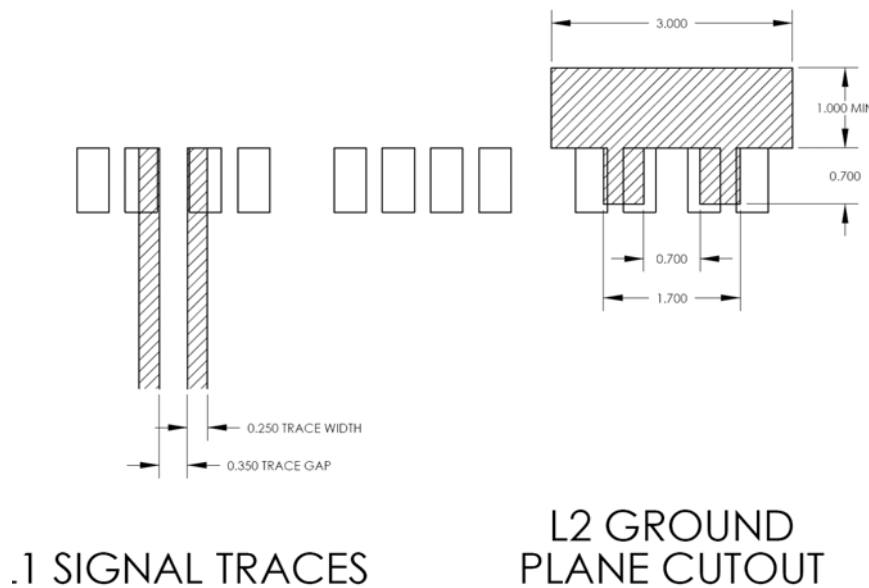 3.000
1.000 MIN
0.700
0.700
1.700
0.250 TRACE WIDTH
0.350 TRACE GAP
.1 SIGNAL TRACES
L2 GROUND
PLANE CUTOUT